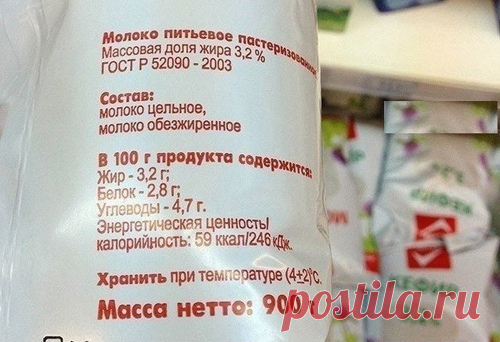 Молоко питьевое пастеризованное
Массовая доля жира 3,2 %
ГОСТ Р 52090 - 2003
Состав:
молоко цельное,
молоко обезжиренное
В 100 г продукта содержится:
Жир - 3,2 г;
Белок - 2,8 г;
Углеводы - 4,7 г.
Энергетическая ценность/
калорийность: 59 ккал/246 кДж.
Хранить при температуре (4±2)°С.
Масса нетто: 900
postila.ru
КЕФИР